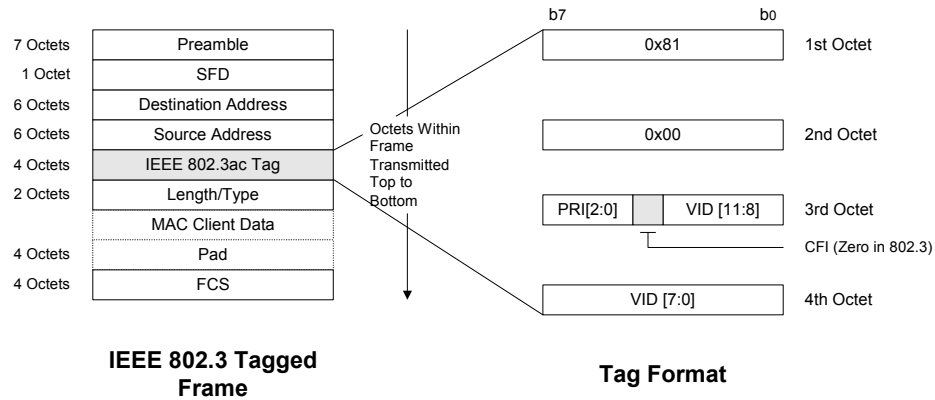 7 Octets
Preamble
1 Octet
SFD
6 Octets
Destination Address
6 Octets
Source Address
4 Octets
IEEE 802.3ac Tag
2 Octets
Length/Type
MAC Client Data
4 Octets
Pad
4 Octets
FCS
Octets Within
Frame
Transmitted
Top to
Bottom
b7
b0
0x81
1st Octet
0x00
2nd Octet
PRI[2:0]
VID [11:8]
3rd Octet
CFI (Zero in 802.3)
VID [7:0]
4th Octet
IEEE 802.3 Tagged
Frame
Tag Format